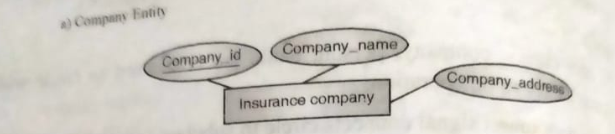 a) Company Entity
Company_id
Company_name
Company_address
Insurance company